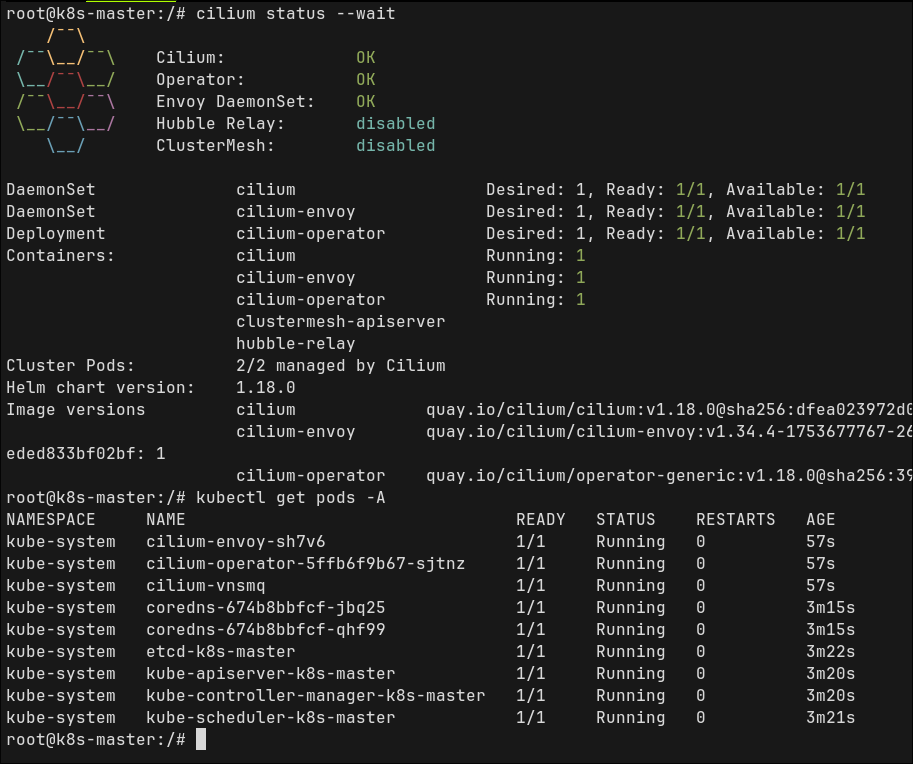 root@k8s-master:/# cilium status --wait
    /¯¯\
 /¯¯\__/¯¯\    Cilium:             OK
 \__/¯¯\__/    Operator:           OK
 /¯¯\__/¯¯\    Envoy DaemonSet:    OK
 \__/¯¯\__/    Hubble Relay:       disabled
    \__/       ClusterMesh:        disabled

DaemonSet              cilium                   Desired: 1, Ready: 1/1, Available: 1/1
DaemonSet              cilium-envoy             Desired: 1, Ready: 1/1, Available: 1/1
Deployment             cilium-operator          Desired: 1, Ready: 1/1, Available: 1/1
Containers:            cilium                   Running: 1
                       cilium-envoy             Running: 1
                       cilium-operator          Running: 1
                       clustermesh-apiserver
                       hubble-relay
Cluster Pods:          2/2 managed by Cilium
Helm chart version:    1.18.0
Image versions         cilium             quay.io/cilium/cilium:v1.18.0@sha256:dfea023972d0
                       cilium-envoy       quay.io/cilium/cilium-envoy:v1.34.4-1753677767-26
eded833bf02bf: 1
                       cilium-operator    quay.io/cilium/operator-generic:v1.18.0@sha256:39
root@k8s-master:/# kubectl get pods -A
NAMESPACE     NAME                                 READY   STATUS    RESTARTS   AGE
kube-system   cilium-envoy-sh7v6                   1/1     Running   0          57s
kube-system   cilium-operator-5ffb6f9b67-sjtnz     1/1     Running   0          57s
kube-system   cilium-vnsmq                         1/1     Running   0          57s
kube-system   coredns-674b8bbfcf-jbq25             1/1     Running   0          3m15s
kube-system   coredns-674b8bbfcf-qhf99             1/1     Running   0          3m15s
kube-system   etcd-k8s-master                      1/1     Running   0          3m22s
kube-system   kube-apiserver-k8s-master            1/1     Running   0          3m20s
kube-system   kube-controller-manager-k8s-master   1/1     Running   0          3m20s
kube-system   kube-scheduler-k8s-master            1/1     Running   0          3m21s
root@k8s-master:/#